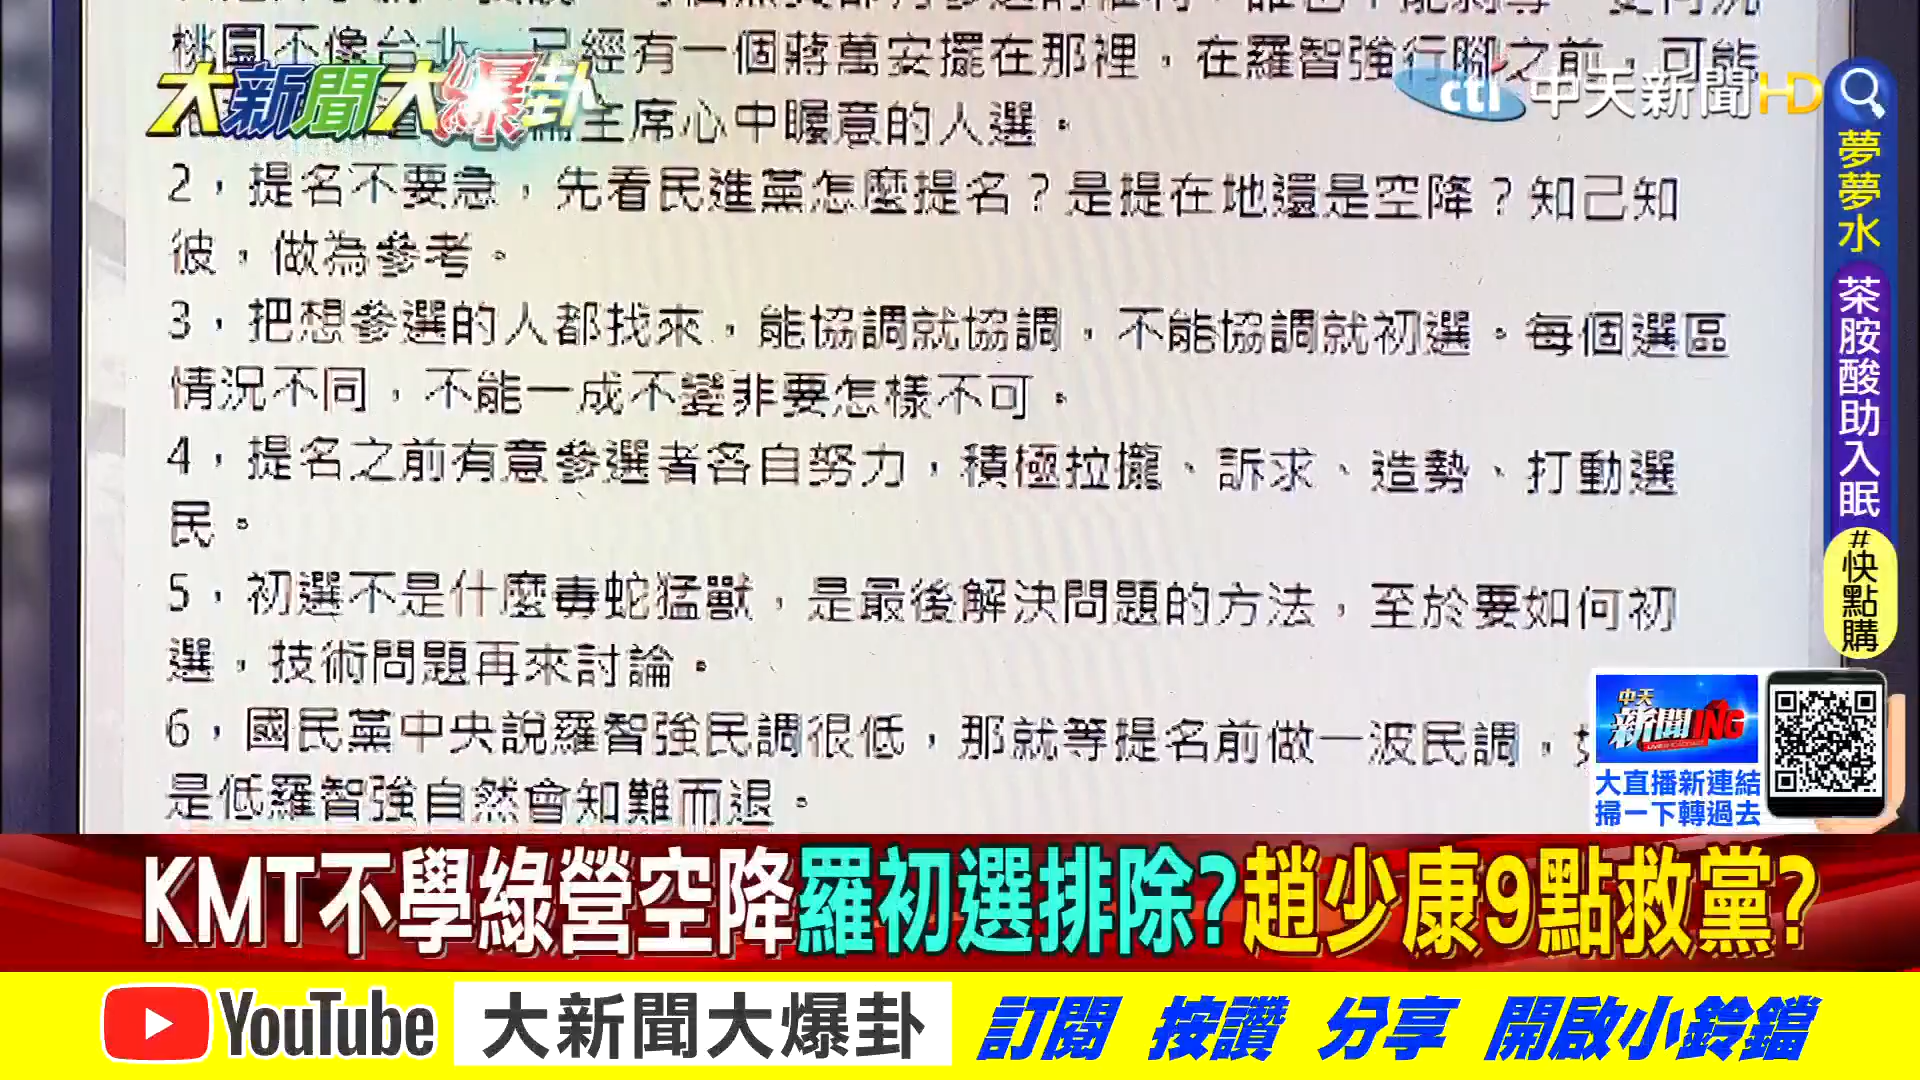 桃園不像台北，已經有一個蔣萬安擺在那裡，在羅智強行腳之前，可能
主席心中矚意的人選。
2，提名不要急，先看民進黨怎麼提名？是提在地還是空降？知己知
彼，做為參考。
3，把想參選的人都找來，能協調就協調，不能協調就初選。每個選區
情況不同，不能一成不變非要怎樣不可。
4，提名之前有意參選者各自努力，積極拉攏、訴求、造勢、打動選
民。
5，初選不是什麼毒蛇猛獸，是最後解決問題的方法，至於要如何初
選，技術問題再來討論。
6，國民黨中央說羅智強民調很低，那就等提名前做一波民調，
是低羅智強自然會知難而退。
大新聞大爆卦
cti 中天新聞HD
夢夢水
茶胺酸助入眠
#快點購
中天
新聞ING
大直播新連結
掃一下轉過去
KMT不學綠營空降羅初選排除?趙少康9點救黨?
YouTube 大新聞大爆卦 訂閱 按讚 分享 開啟小鈴鐺